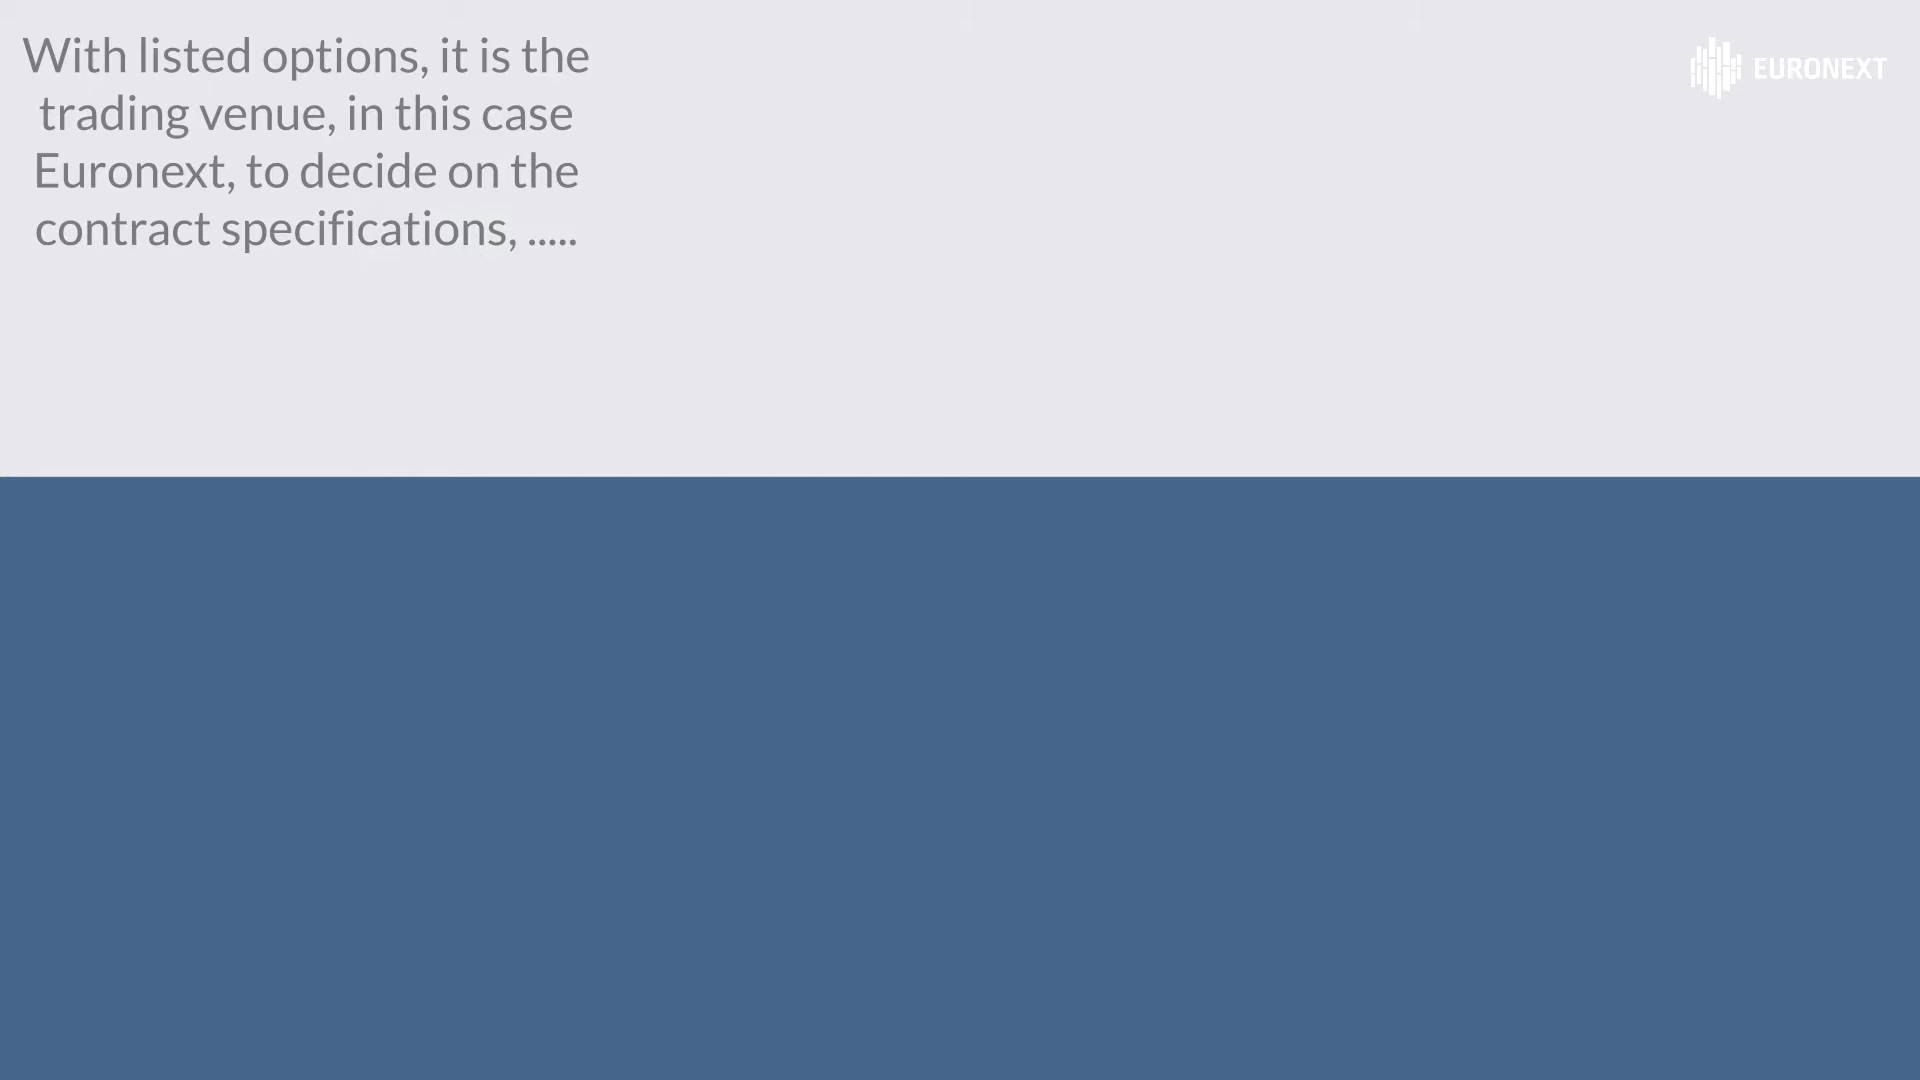 With listed options, it is the
trading venue, in this case
Euronext, to decide on the
contract specifications, .....
EURONEXT